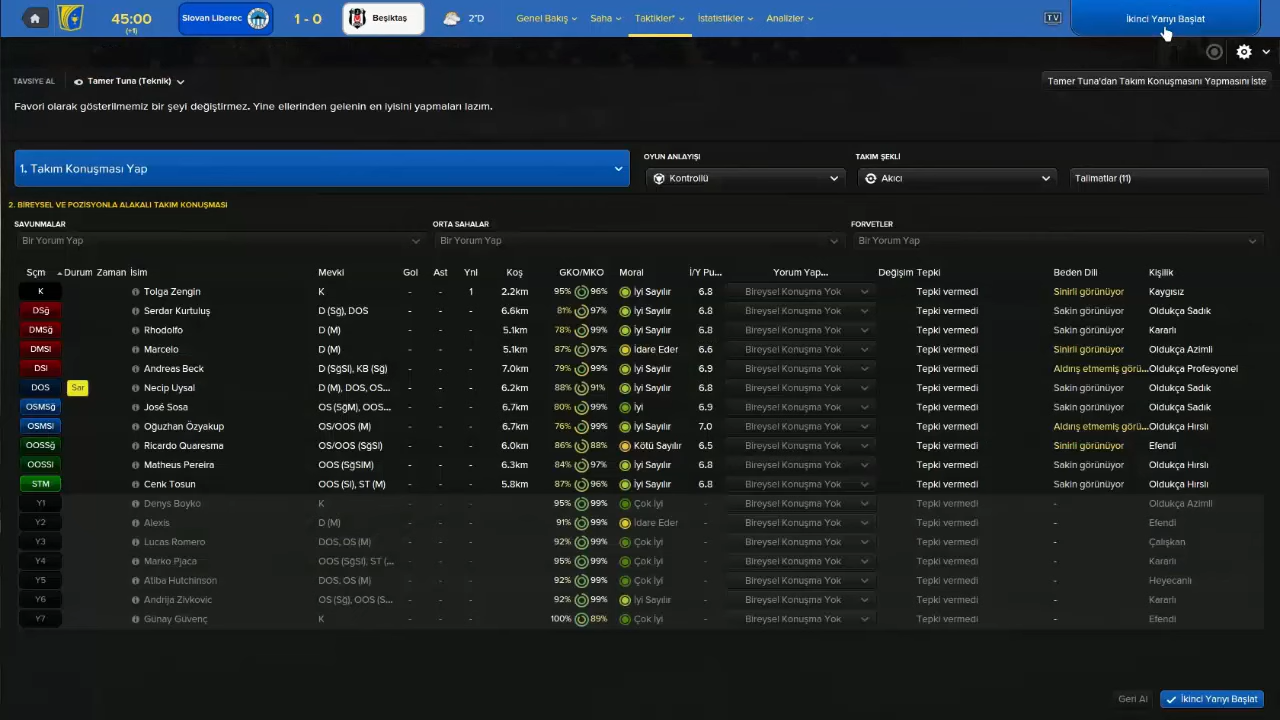 45:00 (+1) Slovan Liberec 1 - 0 Beşiktaş 2°D Genel Bakış Saha Taktikler* İstatistikler Analizler TV İkinci Yarıyı Başlat
TAVSİYE AL Tamer Tuna (Teknik) Tamer Tuna'dan Takım Konuşmasını Yapmasını İste
Favori olarak gösterilmemiz bir şeyi değiştirmez. Yine ellerinden gelenin en iyisini yapmaları lazım.
OYUN ANLAYIŞI TAKIM ŞEKLİ
1. Takım Konuşması Yap Kontrollü Akıcı Talimatlar (11)
2. BİREYSEL VE POZİSYONLA ALAKALI TAKIM KONUŞMASI
SAVUNMALAR ORTA SAHALAR FORVETLER
Bir Yorum Yap Bir Yorum Yap Bir Yorum Yap
Sçm Durum Zaman İsim Mevki Gol Ast Ynl Koş GKO/MKO Moral İ/Y Pu... Yorum Yap... Değişim Tepki Beden Dili Kişilik
K Tolga Zengin K - - 1 2.2km 95% 96% İyi Sayılır 6.8 Bireysel Konuşma Yok Tepki vermedi Sinirli görünüyor Kaygısız
DSğ Serdar Kurtuluş D (Sğ), DOS - - - 6.6km 81% 97% İyi Sayılır 6.8 Bireysel Konuşma Yok Tepki vermedi Sakin görünüyor Oldukça Sadık
DMSğ Rhodolfo D (M) - - - 5.1km 78% 99% İyi Sayılır 6.8 Bireysel Konuşma Yok Tepki vermedi Sakin görünüyor Kararlı
DMSl Marcelo D (M) - - - 5.1km 87% 97% İdare Eder 6.6 Bireysel Konuşma Yok Tepki vermedi Sinirli görünüyor Oldukça Azimli
DSl Andreas Beck D (SğSl), KB (Sğ) - - - 7.0km 79% 99% İyi Sayılır 6.9 Bireysel Konuşma Yok Tepki vermedi Aldırış etmemiş görü... Oldukça Profesyonel
DOS Sar Necip Uysal D (M), DOS, OS... - - - 6.2km 88% 91% İyi Sayılır 6.8 Bireysel Konuşma Yok Tepki vermedi Sakin görünüyor Oldukça Sadık
OSMSğ José Sosa OS (SğM), OOS... - - - 6.7km 80% 99% İyi 6.9 Bireysel Konuşma Yok Tepki vermedi Sakin görünüyor Oldukça Sadık
OSMSl Oğuzhan Özyakup OS/OOS (M) - - - 6.7km 76% 99% İyi Sayılır 7.0 Bireysel Konuşma Yok Tepki vermedi Aldırış etmemiş görü... Oldukça Hırslı
OOSSğ Ricardo Quaresma OS/OOS (SğSl) - - - 6.0km 86% 88% Kötü Sayılır 6.5 Bireysel Konuşma Yok Tepki vermedi Sinirli görünüyor Efendi
OOSSl Matheus Pereira OOS (SğSlM) - - - 6.3km 84% 97% İyi Sayılır 6.8 Bireysel Konuşma Yok Tepki vermedi Sakin görünüyor Oldukça Hırslı
STM Cenk Tosun OOS (Sl), ST (M) - - - 5.8km 87% 96% İyi Sayılır 6.8 Bireysel Konuşma Yok Tepki vermedi Sakin görünüyor Oldukça Hırslı
Y1 Denys Boyko K 95% 99% Çok İyi - Bireysel Konuşma Yok Tepki vermedi - Oldukça Azimli
Y2 Alexis D (M) 91% 99% İdare Eder - Bireysel Konuşma Yok Tepki vermedi - Efendi
Y3 Lucas Romero DOS, OS (M) 92% 99% Çok İyi - Bireysel Konuşma Yok Tepki vermedi - Çalışkan
Y4 Marko Pjaca OOS (SğSl), ST (... 95% 99% Çok İyi - Bireysel Konuşma Yok Tepki vermedi - Kararlı
Y5 Atiba Hutchinson DOS, OS (M) 92% 99% Çok İyi - Bireysel Konuşma Yok Tepki vermedi - Heyecanlı
Y6 Andrija Zivkovic OS (Sğ), OOS (S... 92% 99% İyi Sayılır - Bireysel Konuşma Yok Tepki vermedi - Kararlı
Y7 Günay Güvenç K 100% 89% Çok İyi - Bireysel Konuşma Yok Tepki vermedi - Efendi
Geri Al İkinci Yarıyı Başlat